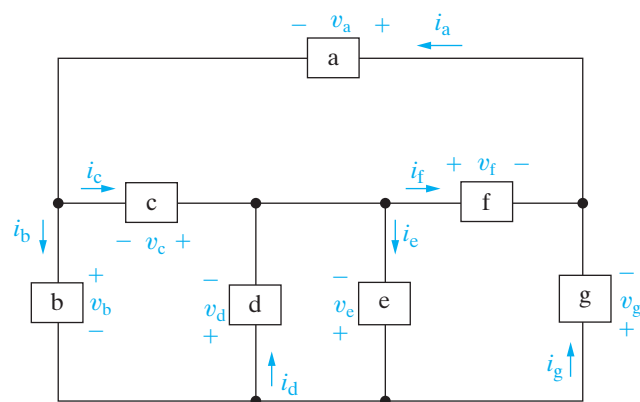 − v_a + i_a
a
i_c + v_f −
i_f
c f
i_b − v_c + i_e
+ − − −
b v_b v_d d v_e e g v_g
− + + +
i_d i_g